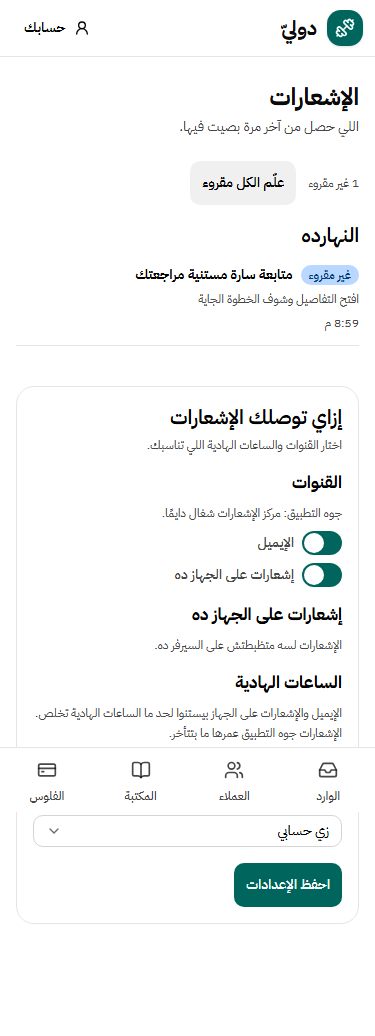 دوليّ
حسابك
الإشعارات
اللي حصل من آخر مرة بصيت فيها.
1 غير مقروء
علّم الكل مقروء
النهارده
غير مقروء
متابعة سارة مستنية مراجعتك
افتح التفاصيل وشوف الخطوة الجاية
8:59 م
إزاي توصلك الإشعارات
اختار القنوات والساعات الهادية اللي تناسبك.
القنوات
جوه التطبيق: مركز الإشعارات شغال دايمًا.
الإيميل
إشعارات على الجهاز ده
إشعارات على الجهاز ده
الإشعارات لسه متظبطتش على السيرفر ده.
الساعات الهادية
الإيميل والإشعارات على الجهاز بيستنوا لحد ما الساعات الهادية تخلص.
الإشعارات جوه التطبيق عمرها ما بتتأخر.
الوارد
العملاء
المكتبة
الفلوس
زي حسابي
احفظ الإعدادات